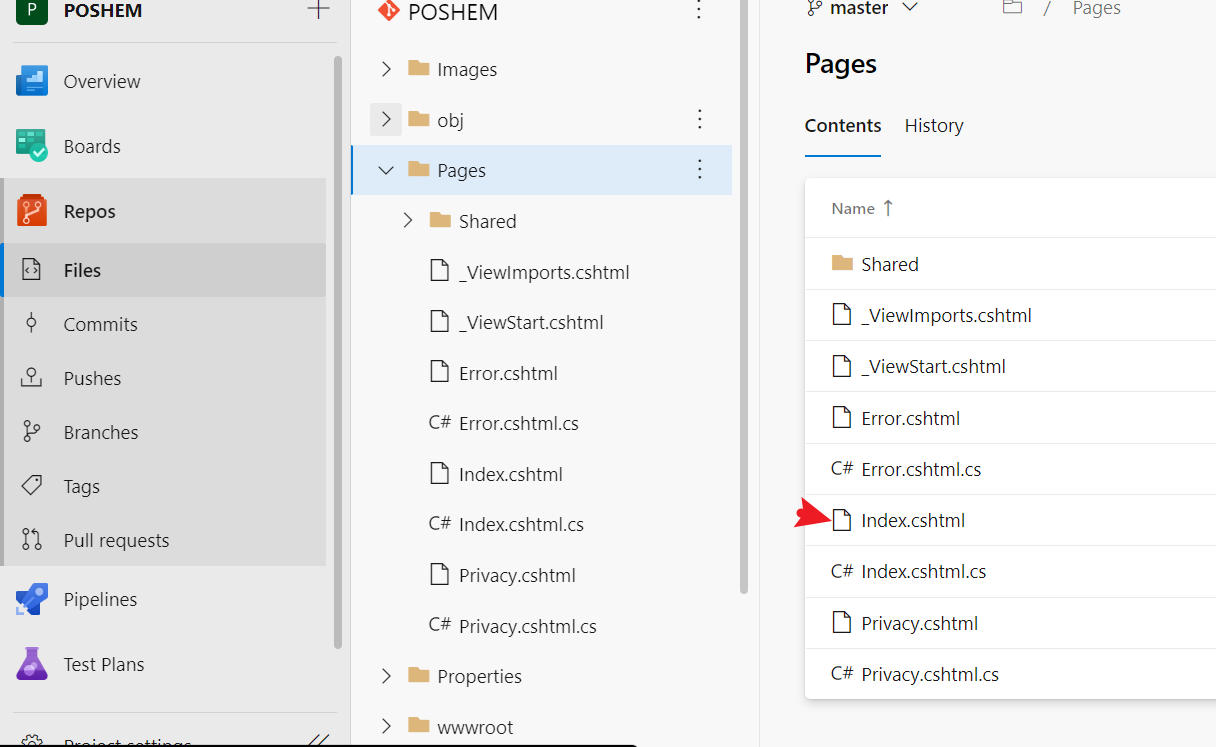 P POSHEM
Overview
Boards
Repos
Files
Commits
Pushes
Branches
Tags
Pull requests
Pipelines
Test Plans
Project settings
POSHEM
Images
obj
Pages
Shared
_ViewImports.cshtml
_ViewStart.cshtml
Error.cshtml
C# Error.cshtml.cs
Index.cshtml
C# Index.cshtml.cs
Privacy.cshtml
C# Privacy.cshtml.cs
Properties
wwwroot
master / Pages
Pages
Contents History
Name ↑
Shared
_ViewImports.cshtml
_ViewStart.cshtml
Error.cshtml
C# Error.cshtml.cs
Index.cshtml
C# Index.cshtml.cs
Privacy.cshtml
C# Privacy.cshtml.cs